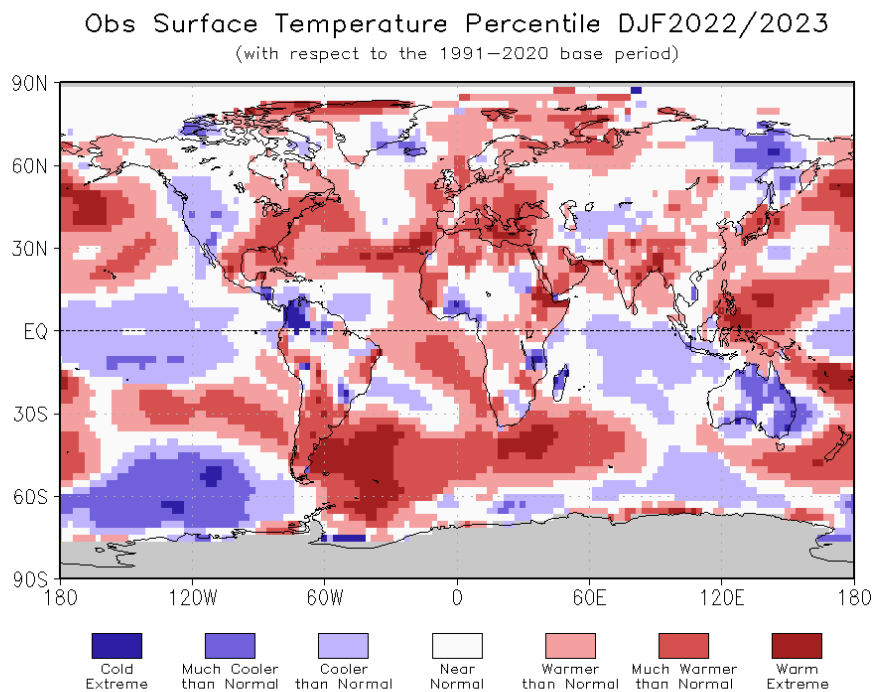 Obs Surface Temperature Percentile DJF2022/2023
(with respect to the 1991−2020 base period)
90N
60N
30N
EQ
30S
60S
90S
180 120W 60W 0 60E 120E 180
Cold Extreme
Much Cooler than Normal
Cooler than Normal
Near Normal
Warmer than Normal
Much Warmer than Normal
Warm Extreme